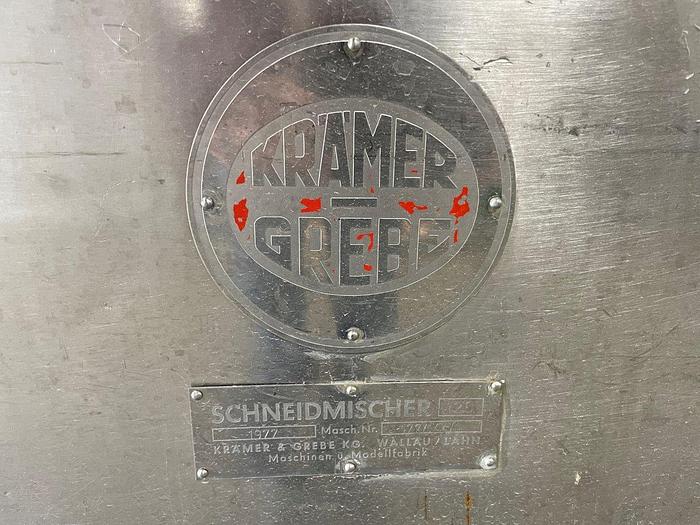 KRÄMER
GREBE
SCHNEIDMISCHER
1977 Masch.Nr.
KRÄMER & GREBE KG. WALLAU/LAHN
Maschinen u. Modellfabrik